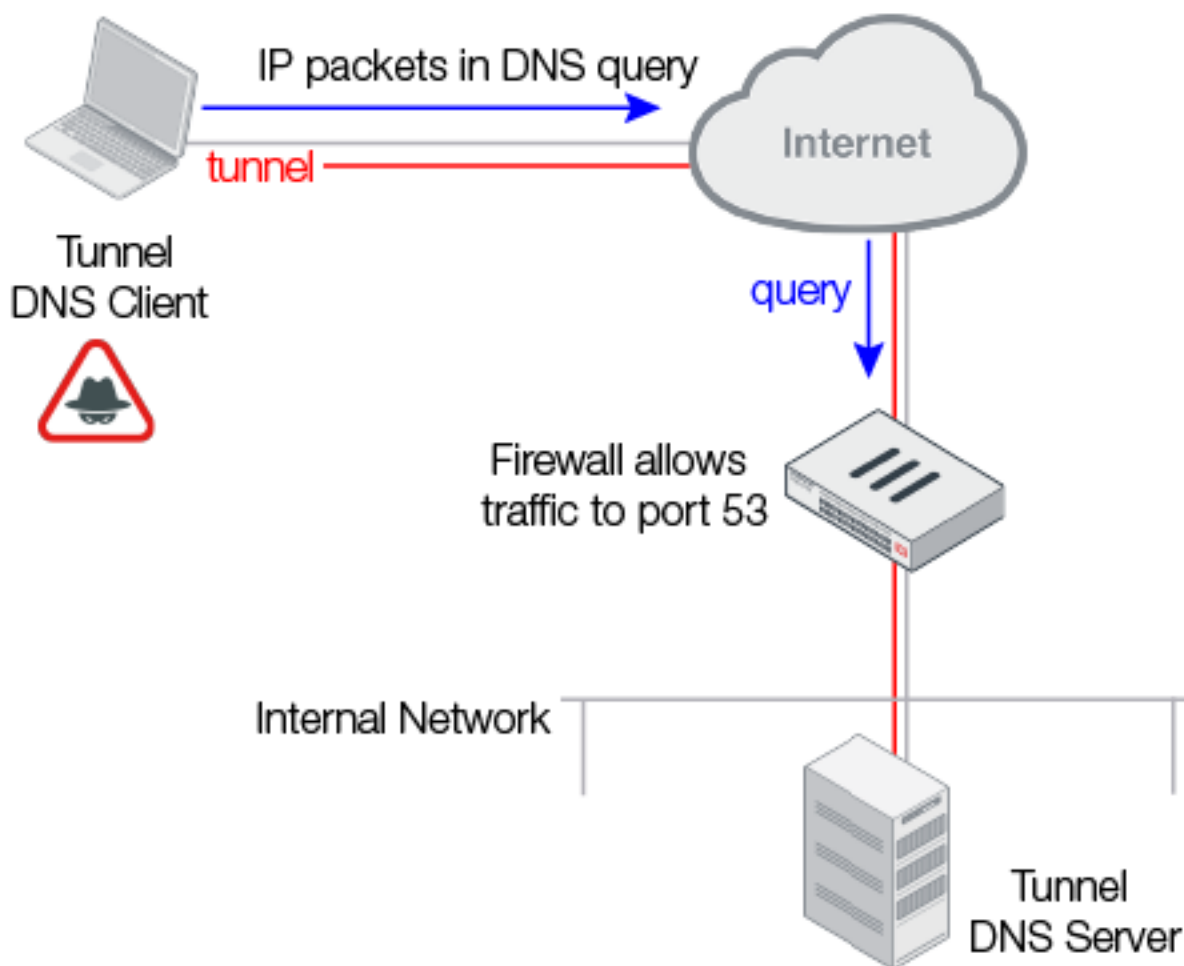 IP packets in DNS query
Internet
tunnel
Tunnel
DNS Client
query
Firewall allows
traffic to port 53
Internal Network
Tunnel
DNS Server